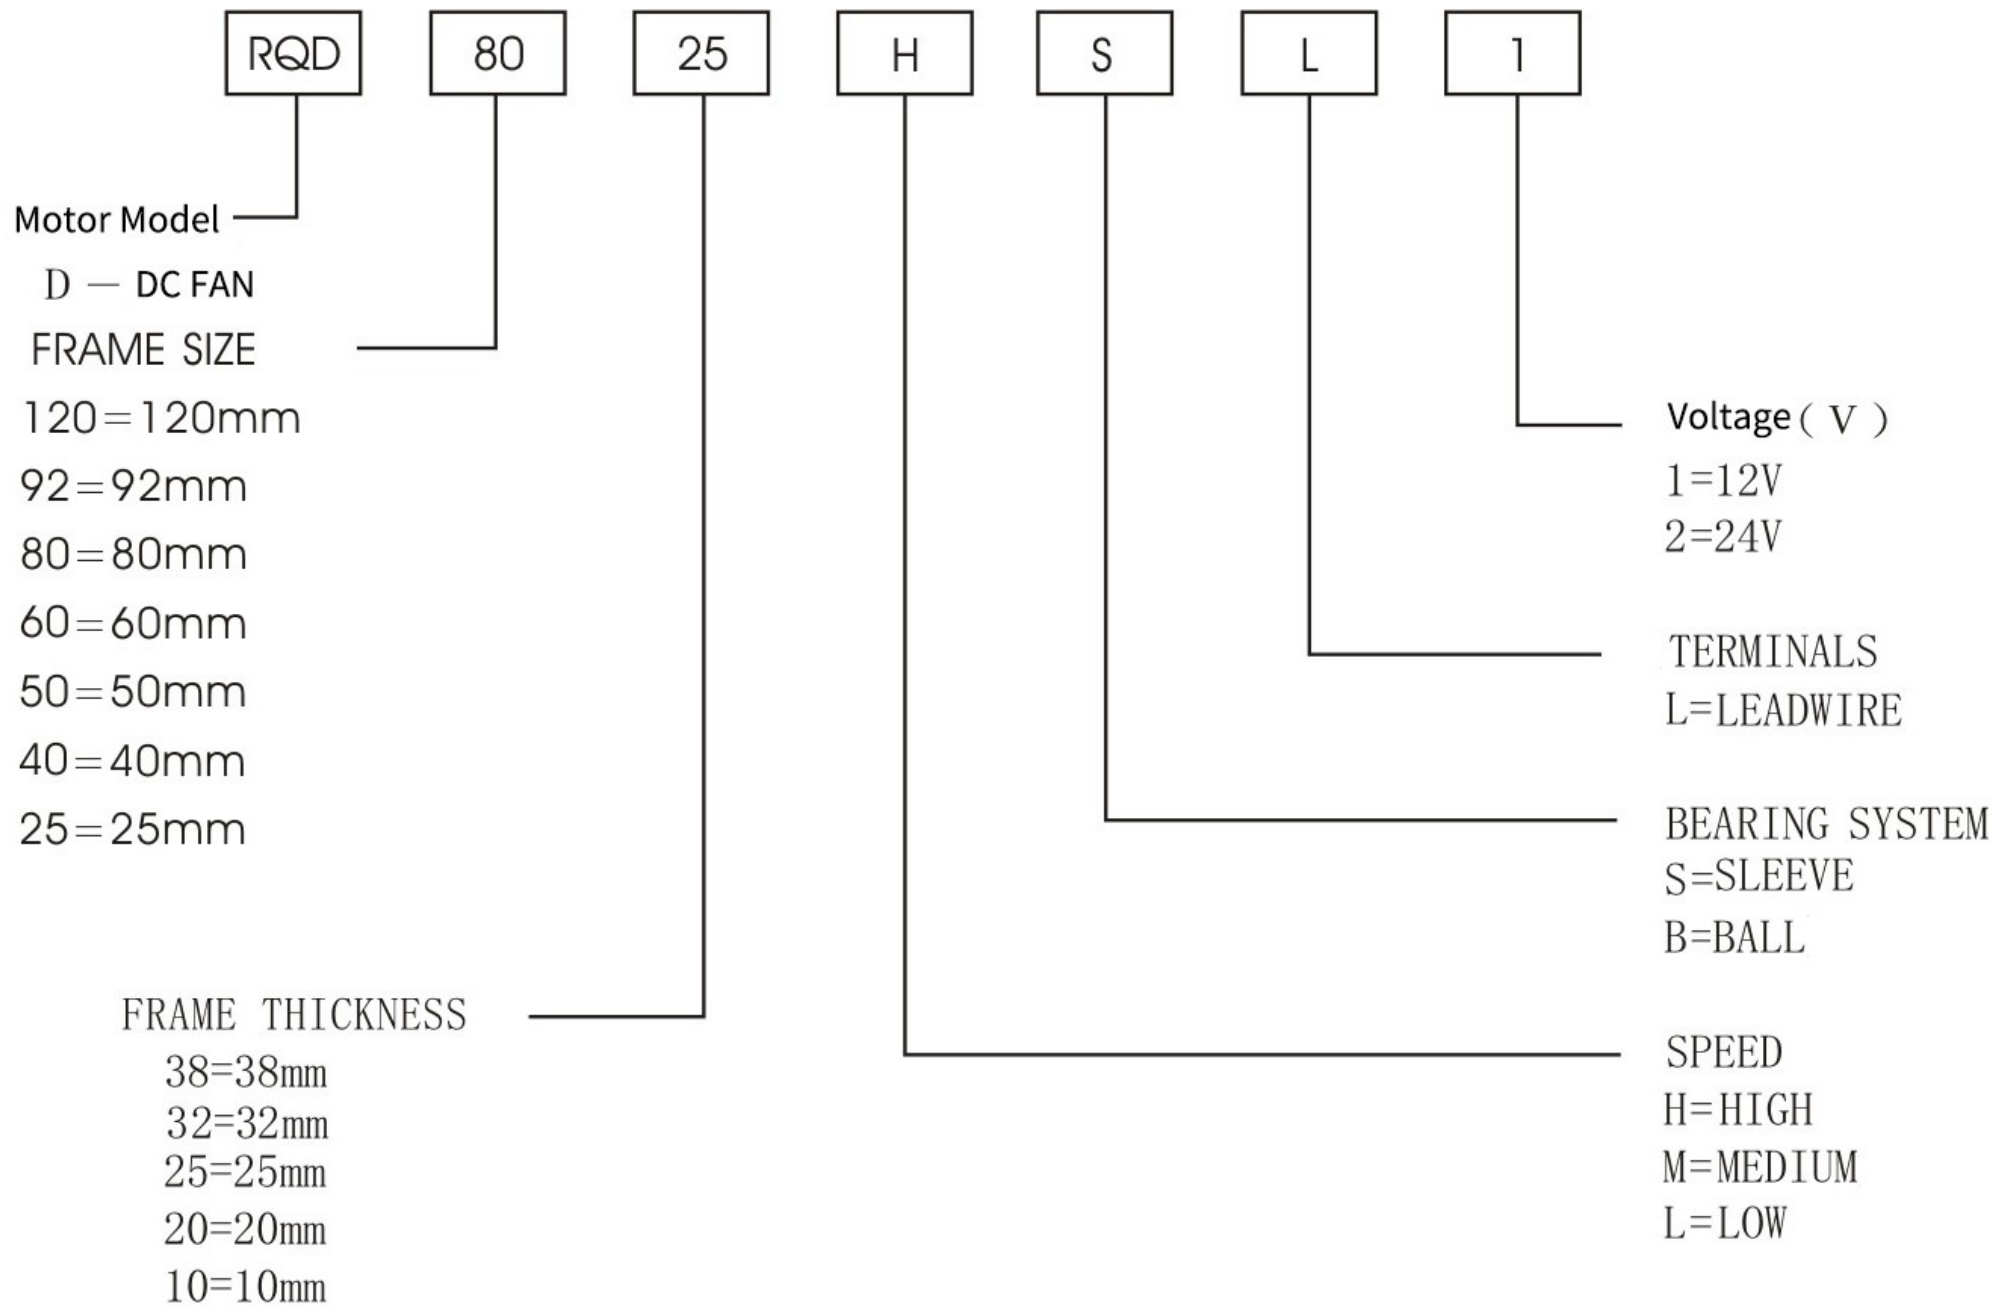 RQD 80 25 H S L 1
Motor Model
D — DC FAN
FRAME SIZE
120=120mm
92=92mm
80=80mm
60=60mm
50=50mm
40=40mm
25=25mm
FRAME THICKNESS
38=38mm
32=32mm
25=25mm
20=20mm
10=10mm
Voltage ( V )
1=12V
2=24V
TERMINALS
L=LEADWIRE
BEARING SYSTEM
S=SLEEVE
B=BALL
SPEED
H=HIGH
M=MEDIUM
L=LOW